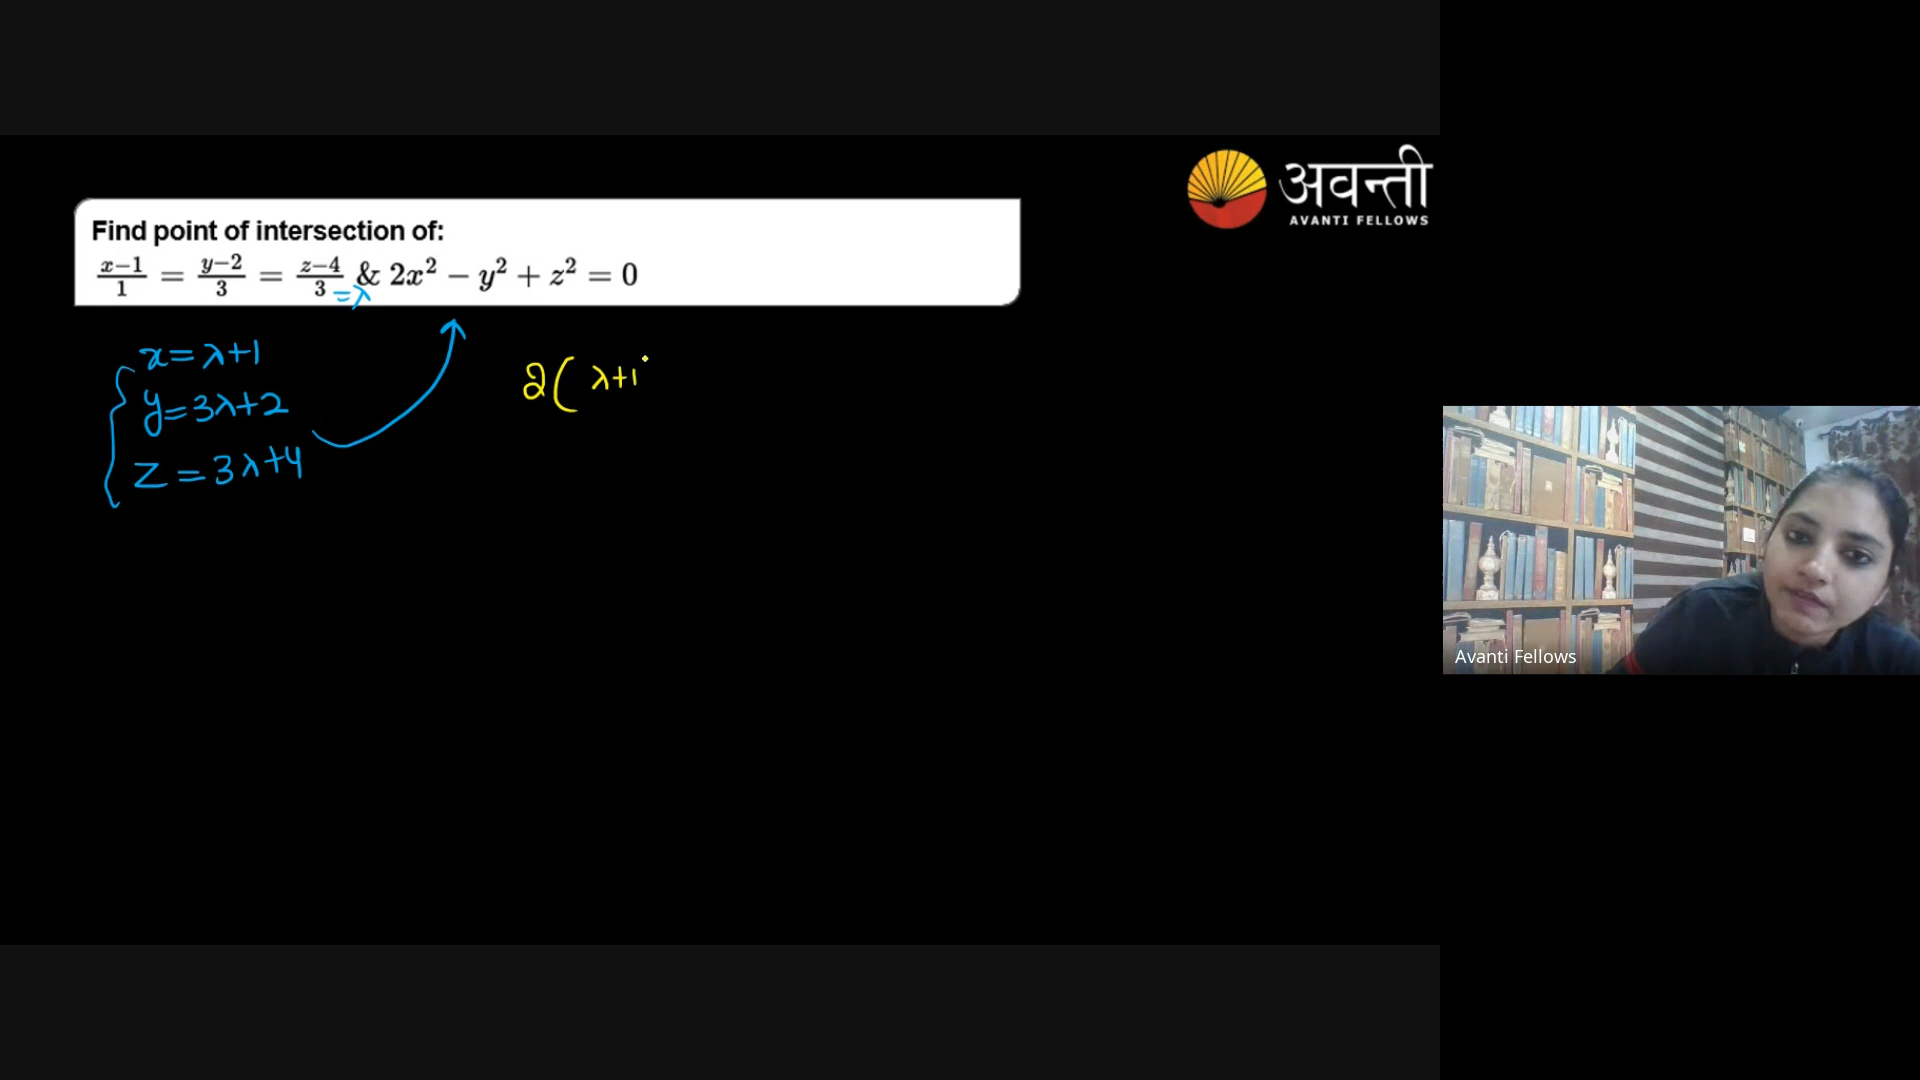 अवन्ती
AVANTI FELLOWS
Find point of intersection of:
(x−1)/1 = (y−2)/3 = (z−4)/3 & 2x² − y² + z² = 0
=λ
x=λ+1
y=3λ+2
z=3λ+4
2(λ+1
Avanti Fellows